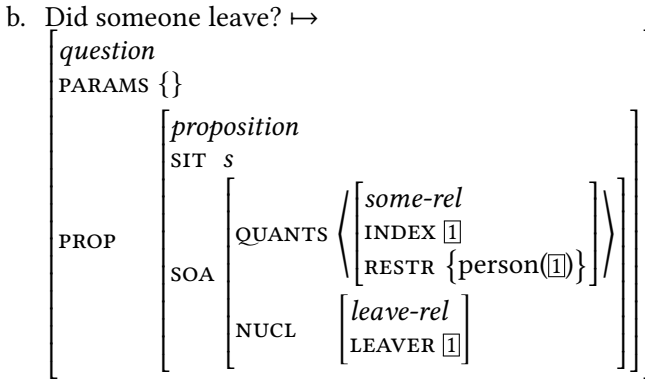 b. Did someone leave? ↦
question
PARAMS {}
proposition
SIT s
QUANTS ⟨[some-rel
INDEX 1
RESTR {person(1)}]⟩
PROP
SOA
NUCL [leave-rel
LEAVER 1]